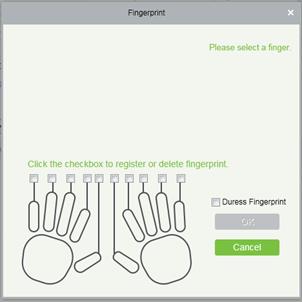 Fingerprint
Please select a finger.
Click the checkbox to register or delete fingerprint.
Duress Fingerprint
OK
Cancel